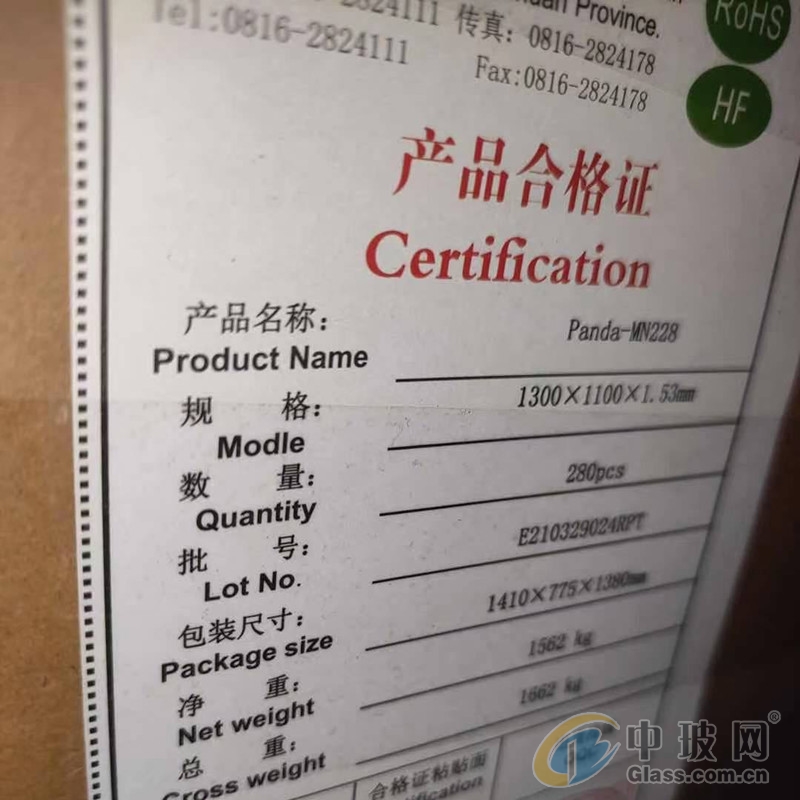 Province.
RoHS
2824111 传真: 0816-2824178
Tel:0816-2824111
Fax:0816-2824178
HF
产品合格证
Certification
产品名称: Panda-MN228
Product Name
规 格: 1300×1100×1.53mm
Modle
数 量: 280pcs
Quantity
批 号: E210329024RPT
Lot No.
包装尺寸: 1410×775×1380mm
Package size
净 重: 1562 kg
Net weight
总 重: 1662 kg
Gross weight
合格证粘贴面
中玻网®
Glass.com.cn